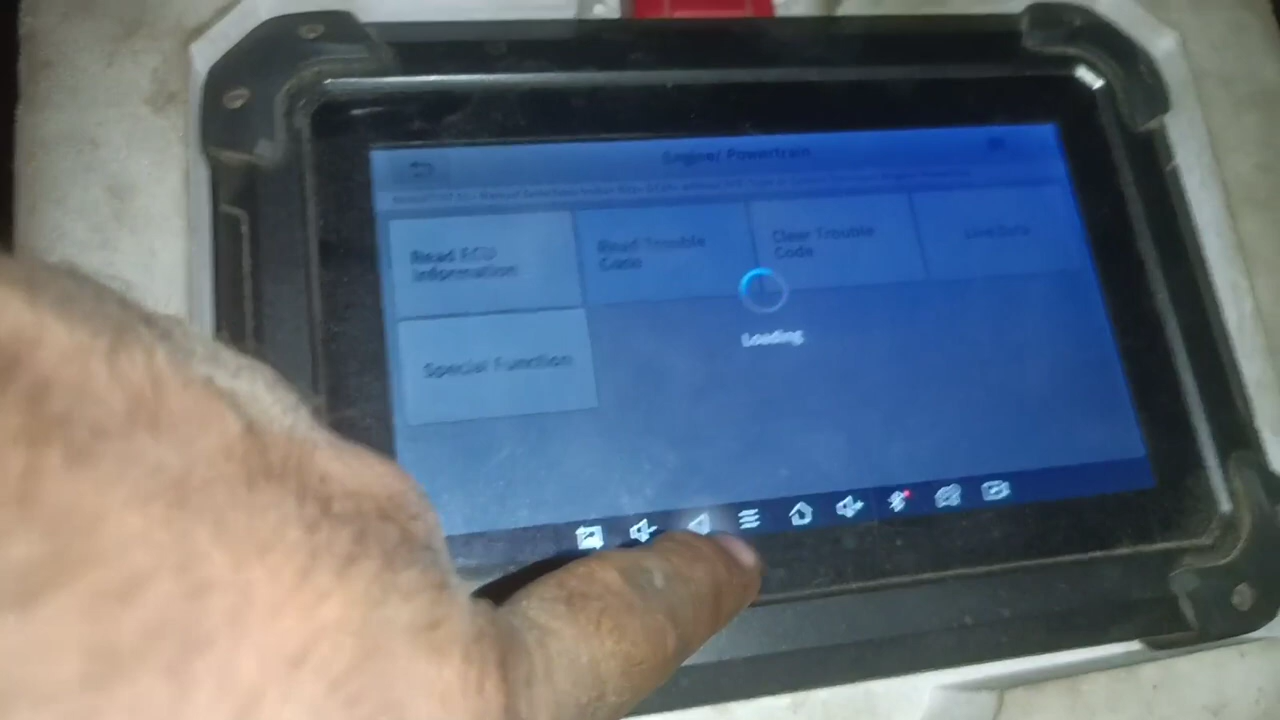 Engine/ Powertrain
Read ECU
Information
Read Trouble
Code
Clear Trouble
Code
Live Data
Loading
Special Function